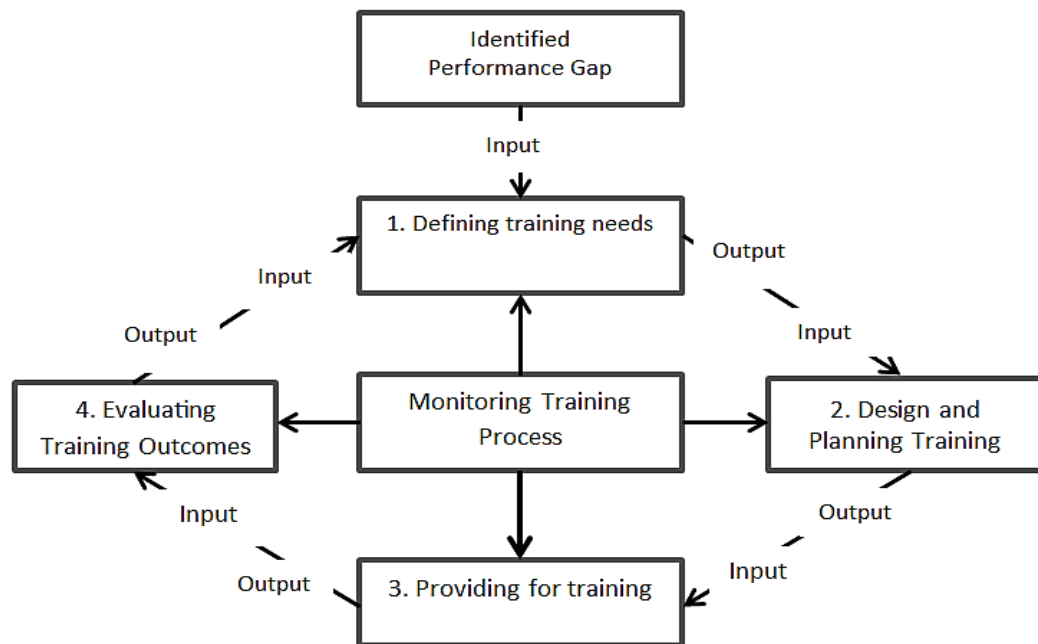 Identified
Performance Gap
Input
1. Defining training needs
Output
Input
Input
Output
4. Evaluating
Training Outcomes
Monitoring Training
Process
2. Design and
Planning Training
Input
Output
Output
Input
3. Providing for training